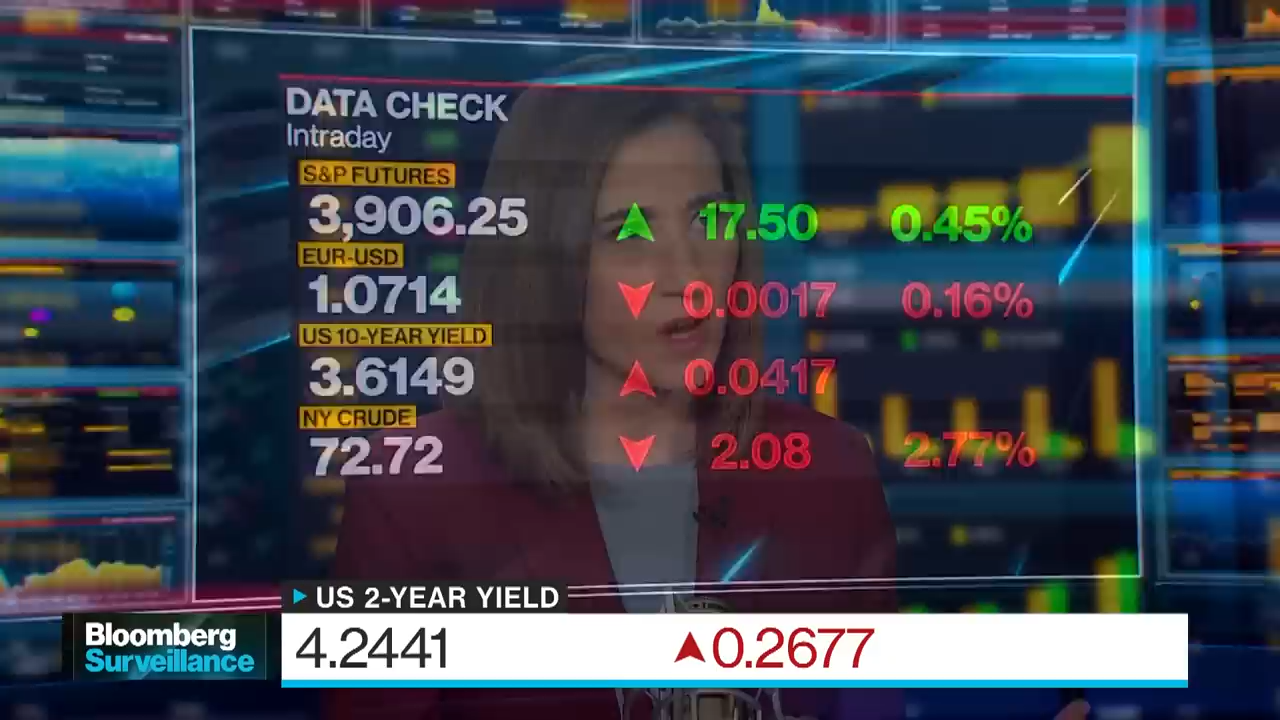 DATA CHECK
Intraday
S&P FUTURES
3,906.25 ▲ 17.50 0.45%
EUR-USD
1.0714 ▼ 0.0017 0.16%
US 10-YEAR YIELD
3.6149 ▲ 0.0417
NY CRUDE
72.72 ▼ 2.08 2.77%
US 2-YEAR YIELD
Bloomberg
Surveillance
4.2441 ▲0.2677